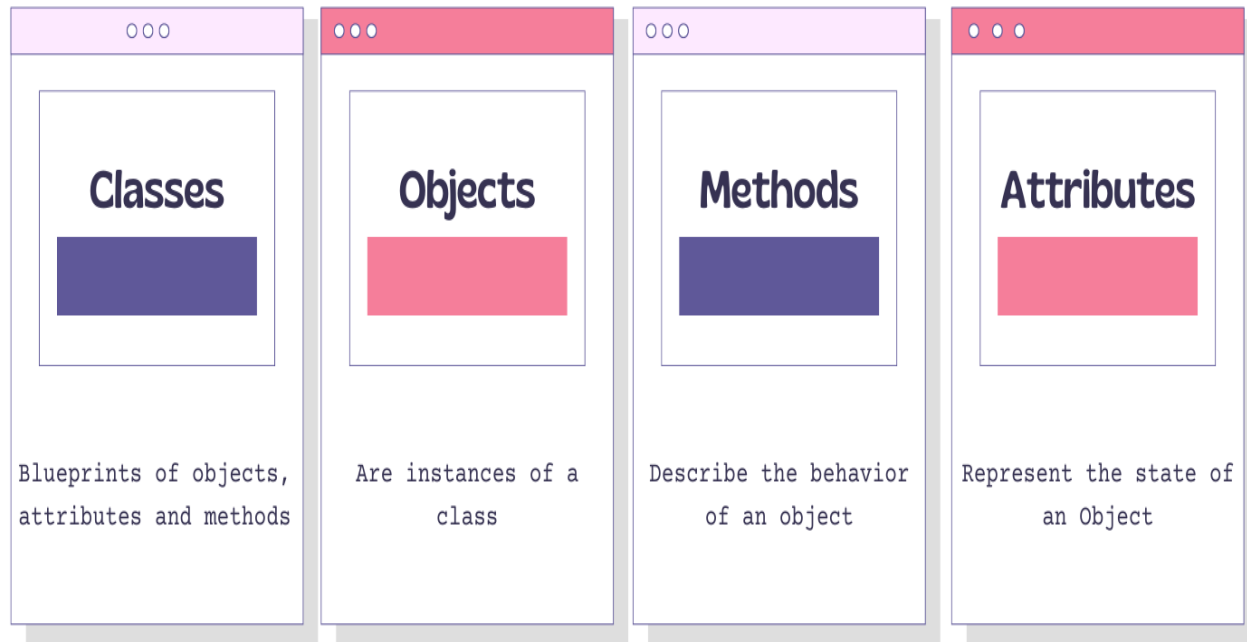 Classes
Blueprints of objects,
attributes and methods
Objects
Are instances of a
class
Methods
Describe the behavior
of an object
Attributes
Represent the state of
an Object